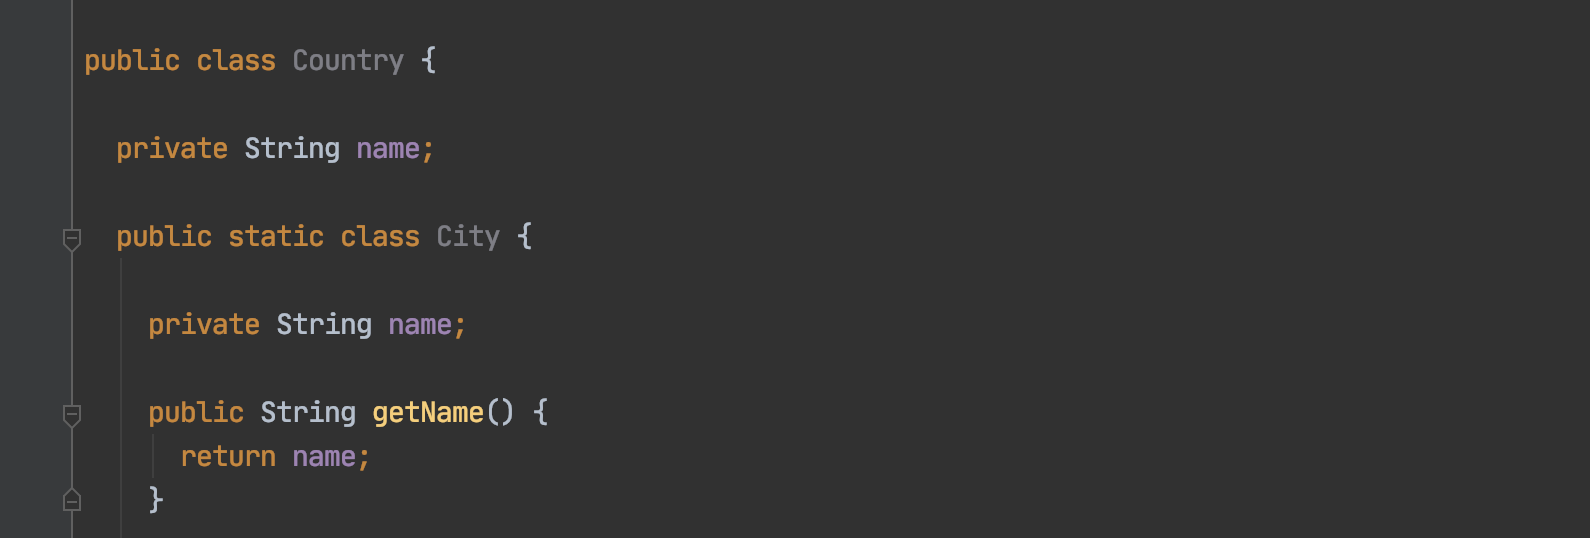 public class Country {
private String name;
public static class City {
private String name;
public String getName() {
return name;
}